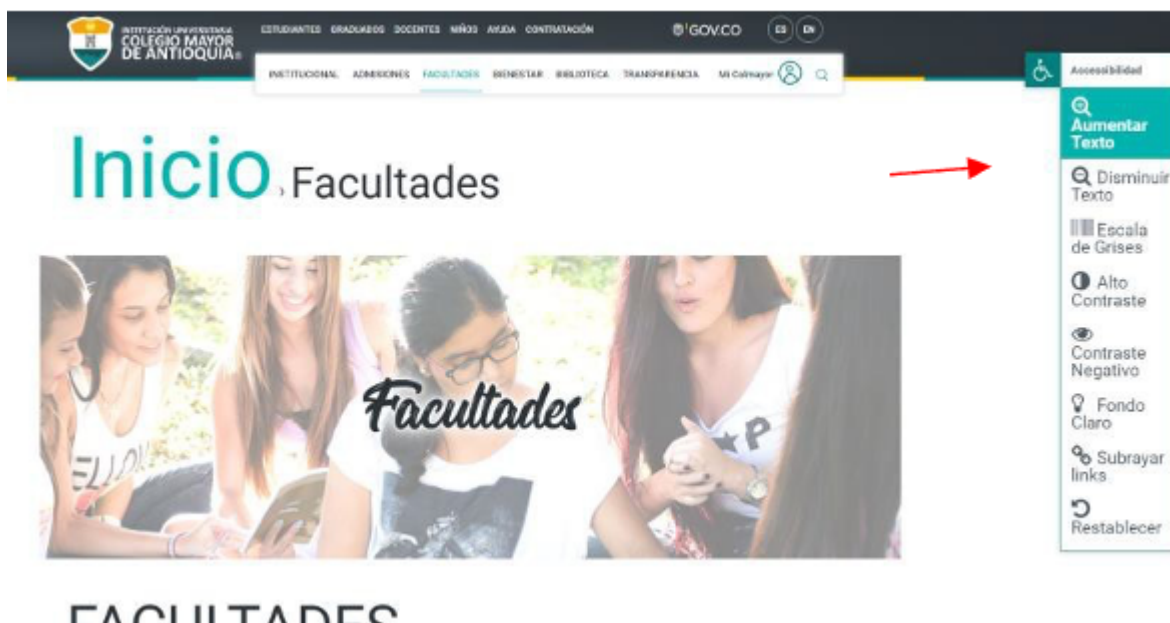 INSTITUCIÓN UNIVERSITARIA
COLEGIO MAYOR
DE ANTIOQUIA®
ESTUDIANTES GRADUADOS DOCENTES NIÑOS AYUDA CONTRATACIÓN
GOV.CO
ES EN
INSTITUCIONAL ADMISIONES FACULTADES BIENESTAR BIBLIOTECA TRANSPARENCIA Mi Colmayor
Inicio › Facultades
Facultades
FACULTADES
Accessibilidad
Aumentar
Texto
Disminuir
Texto
Escala
de Grises
Alto
Contraste
Contraste
Negativo
Fondo
Claro
Subrayar
links
Restablecer